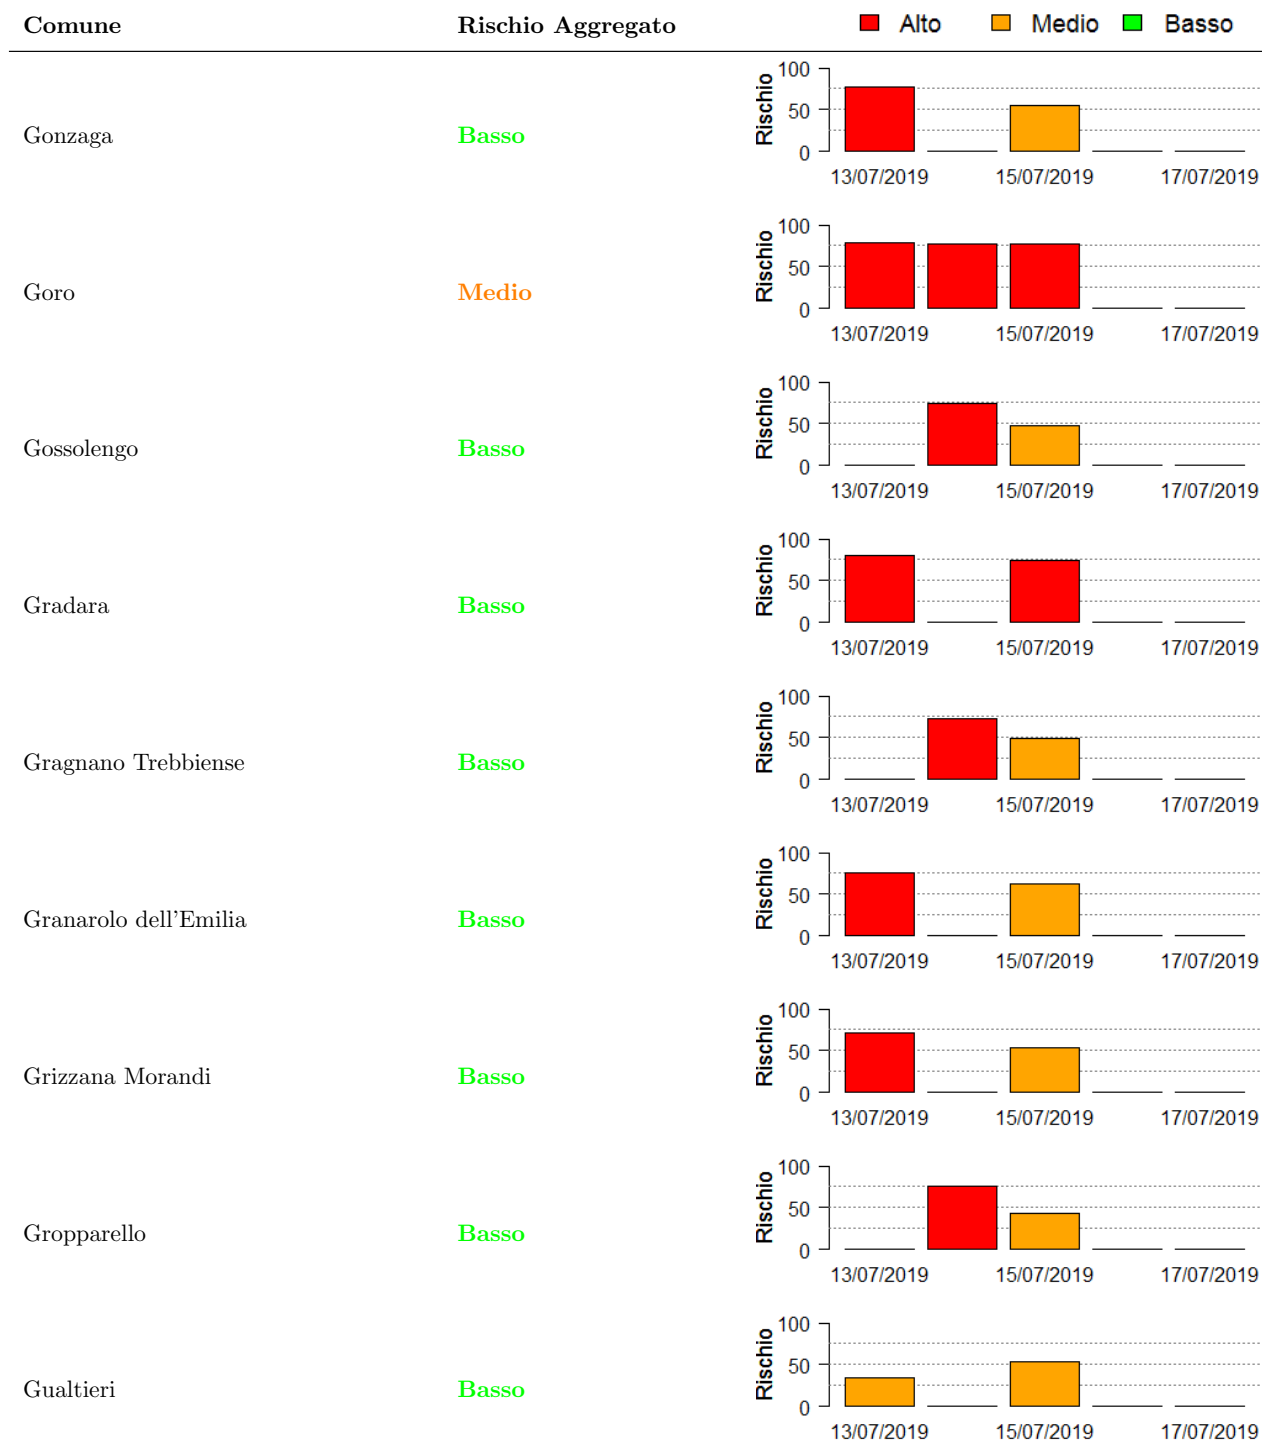 Comune Rischio Aggregato Alto Medio Basso
100
50
0
Rischio
Gonzaga Basso
13/07/2019 15/07/2019 17/07/2019
100
50
0
Rischio
Goro Medio
13/07/2019 15/07/2019 17/07/2019
100
50
0
Rischio
Gossolengo Basso
13/07/2019 15/07/2019 17/07/2019
100
50
0
Rischio
Gradara Basso
13/07/2019 15/07/2019 17/07/2019
100
50
0
Rischio
Gragnano Trebbiense Basso
13/07/2019 15/07/2019 17/07/2019
100
50
0
Rischio
Granarolo dell'Emilia Basso
13/07/2019 15/07/2019 17/07/2019
100
50
0
Rischio
Grizzana Morandi Basso
13/07/2019 15/07/2019 17/07/2019
100
50
0
Rischio
Gropparello Basso
13/07/2019 15/07/2019 17/07/2019
100
50
0
Rischio
Gualtieri Basso
13/07/2019 15/07/2019 17/07/2019